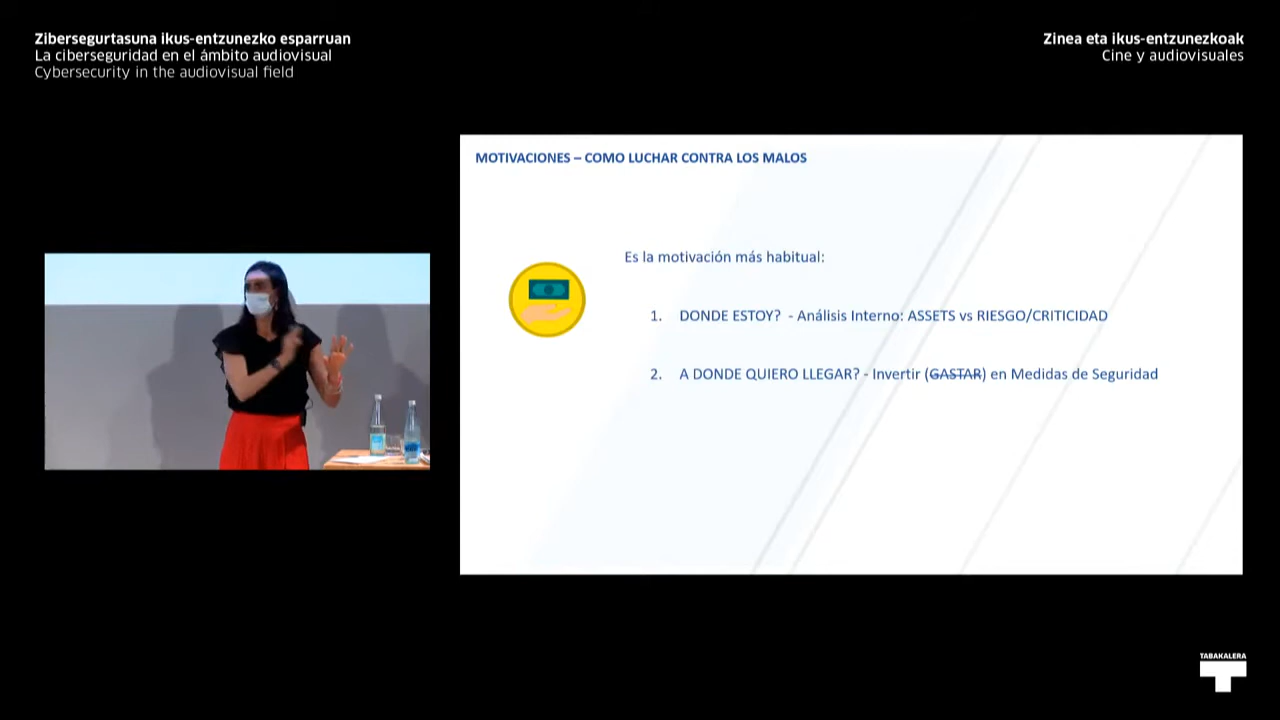 Zibersegurtasuna ikus-entzunezko esparruan
La ciberseguridad en el ámbito audiovisual
Cybersecurity in the audiovisual field
Zinea eta ikus-entzunezkoak
Cine y audiovisuales
MOTIVACIONES – COMO LUCHAR CONTRA LOS MALOS
Es la motivación más habitual:
1. DONDE ESTOY? - Análisis Interno: ASSETS vs RIESGO/CRITICIDAD
2. A DONDE QUIERO LLEGAR? - Invertir (GASTAR) en Medidas de Seguridad
TABAKALERA